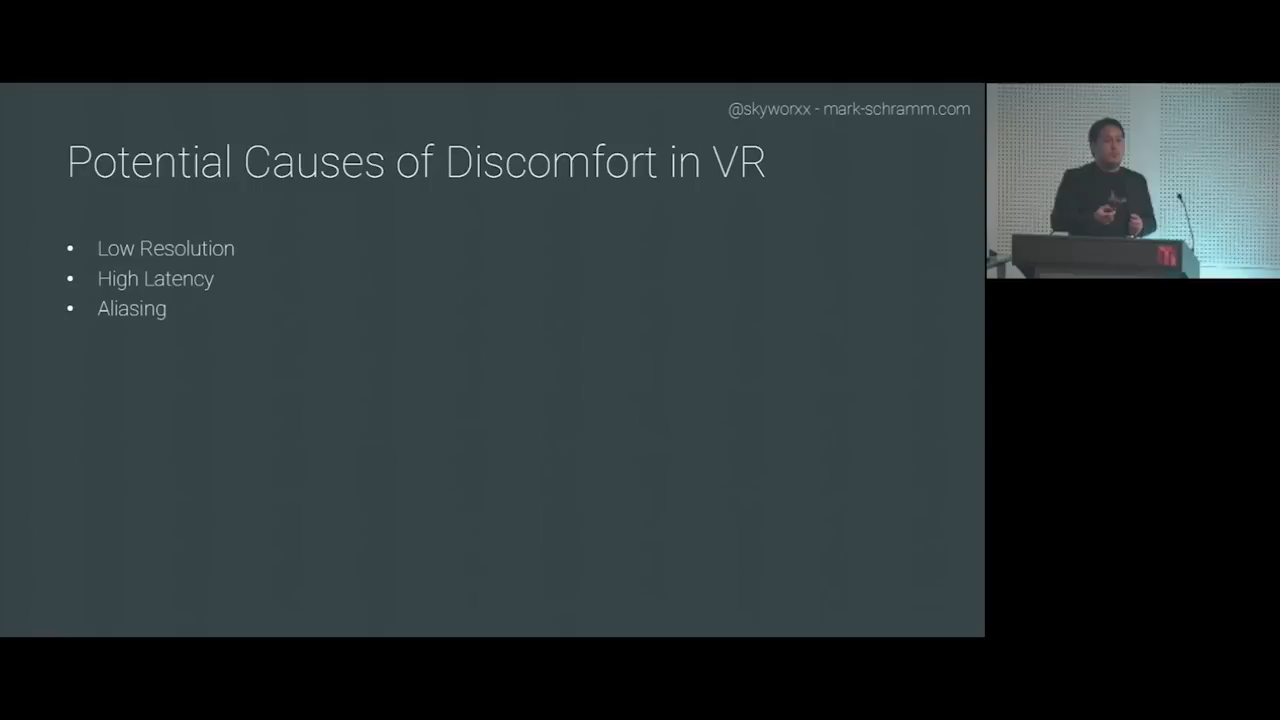 @skyworxx - mark-schramm.com
Potential Causes of Discomfort in VR
• Low Resolution
• High Latency
• Aliasing